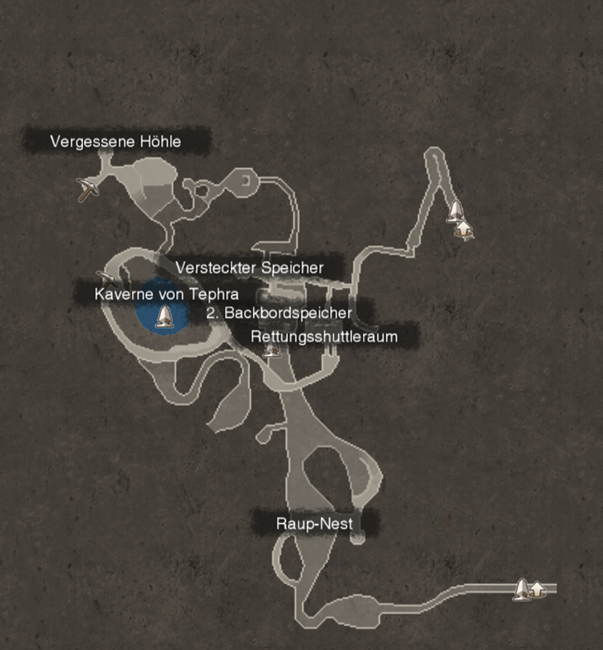 Vergessene Höhle
Versteckter Speicher
Kaverne von Tephra
2. Backbordspeicher
Rettungsshuttleraum
Raup-Nest